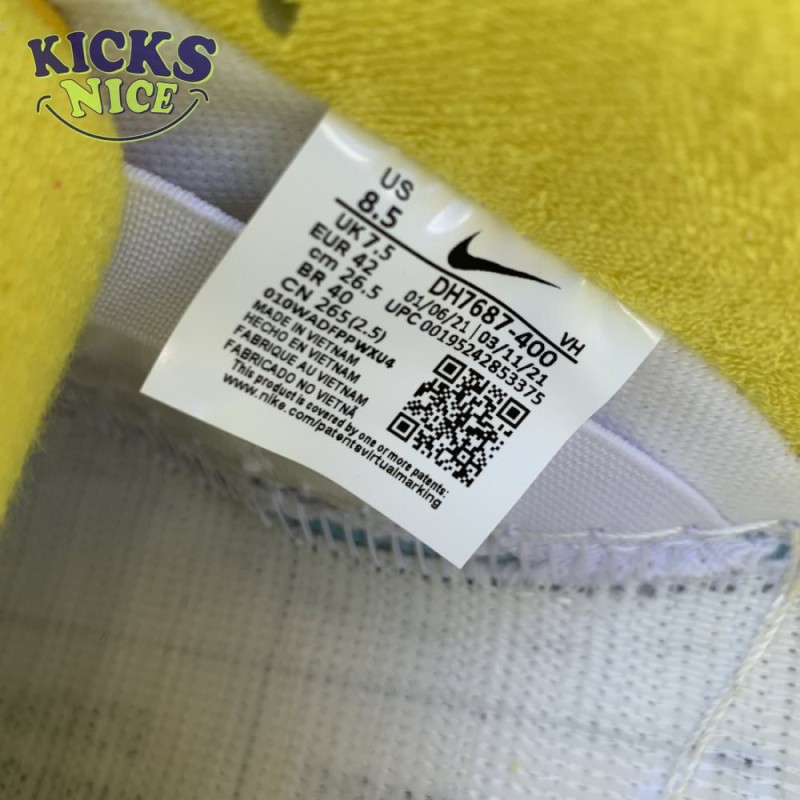 KICKS
NICE
US
8.5
UK 7.5
EUR 42
cm 26.5
BR 40
CN 265(2.5)
010WADFPPWXU4
MADE IN VIETNAM
HECHO EN VIETNAM
FABRIQUE AU VIETNAM
FABRICADO NO VIETNÃ
This product is covered by one or more patents:
www.nike.com/patentsvirtualmarking
DH7687-400
VH
01/06/21 | 03/11/21
UPC 00195242853375